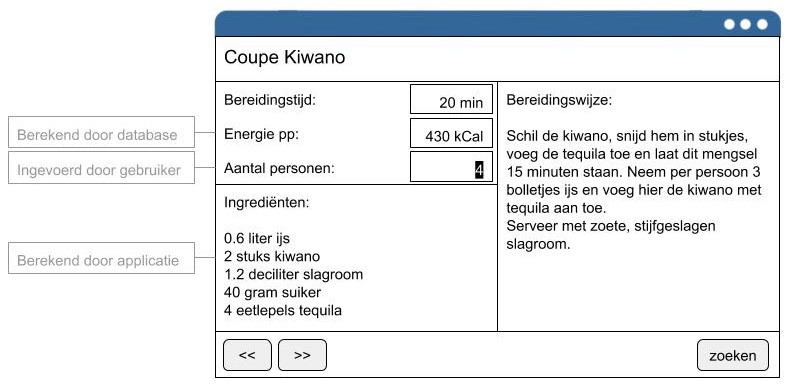 Coupe Kiwano
Bereidingstijd:
20 min
Berekend door database
Energie pp:
430 kCal
Ingevoerd door gebruiker
Aantal personen:
4
Ingrediënten:
Berekend door applicatie
0.6 liter ijs
2 stuks kiwano
1.2 deciliter slagroom
40 gram suiker
4 eetlepels tequila
Bereidingswijze:
Schil de kiwano, snijd hem in stukjes,
voeg de tequila toe en laat dit mengsel
15 minuten staan. Neem per persoon 3
bolletjes ijs en voeg hier de kiwano met
tequila aan toe.
Serveer met zoete, stijfgeslagen
slagroom.
<<
>>
zoeken